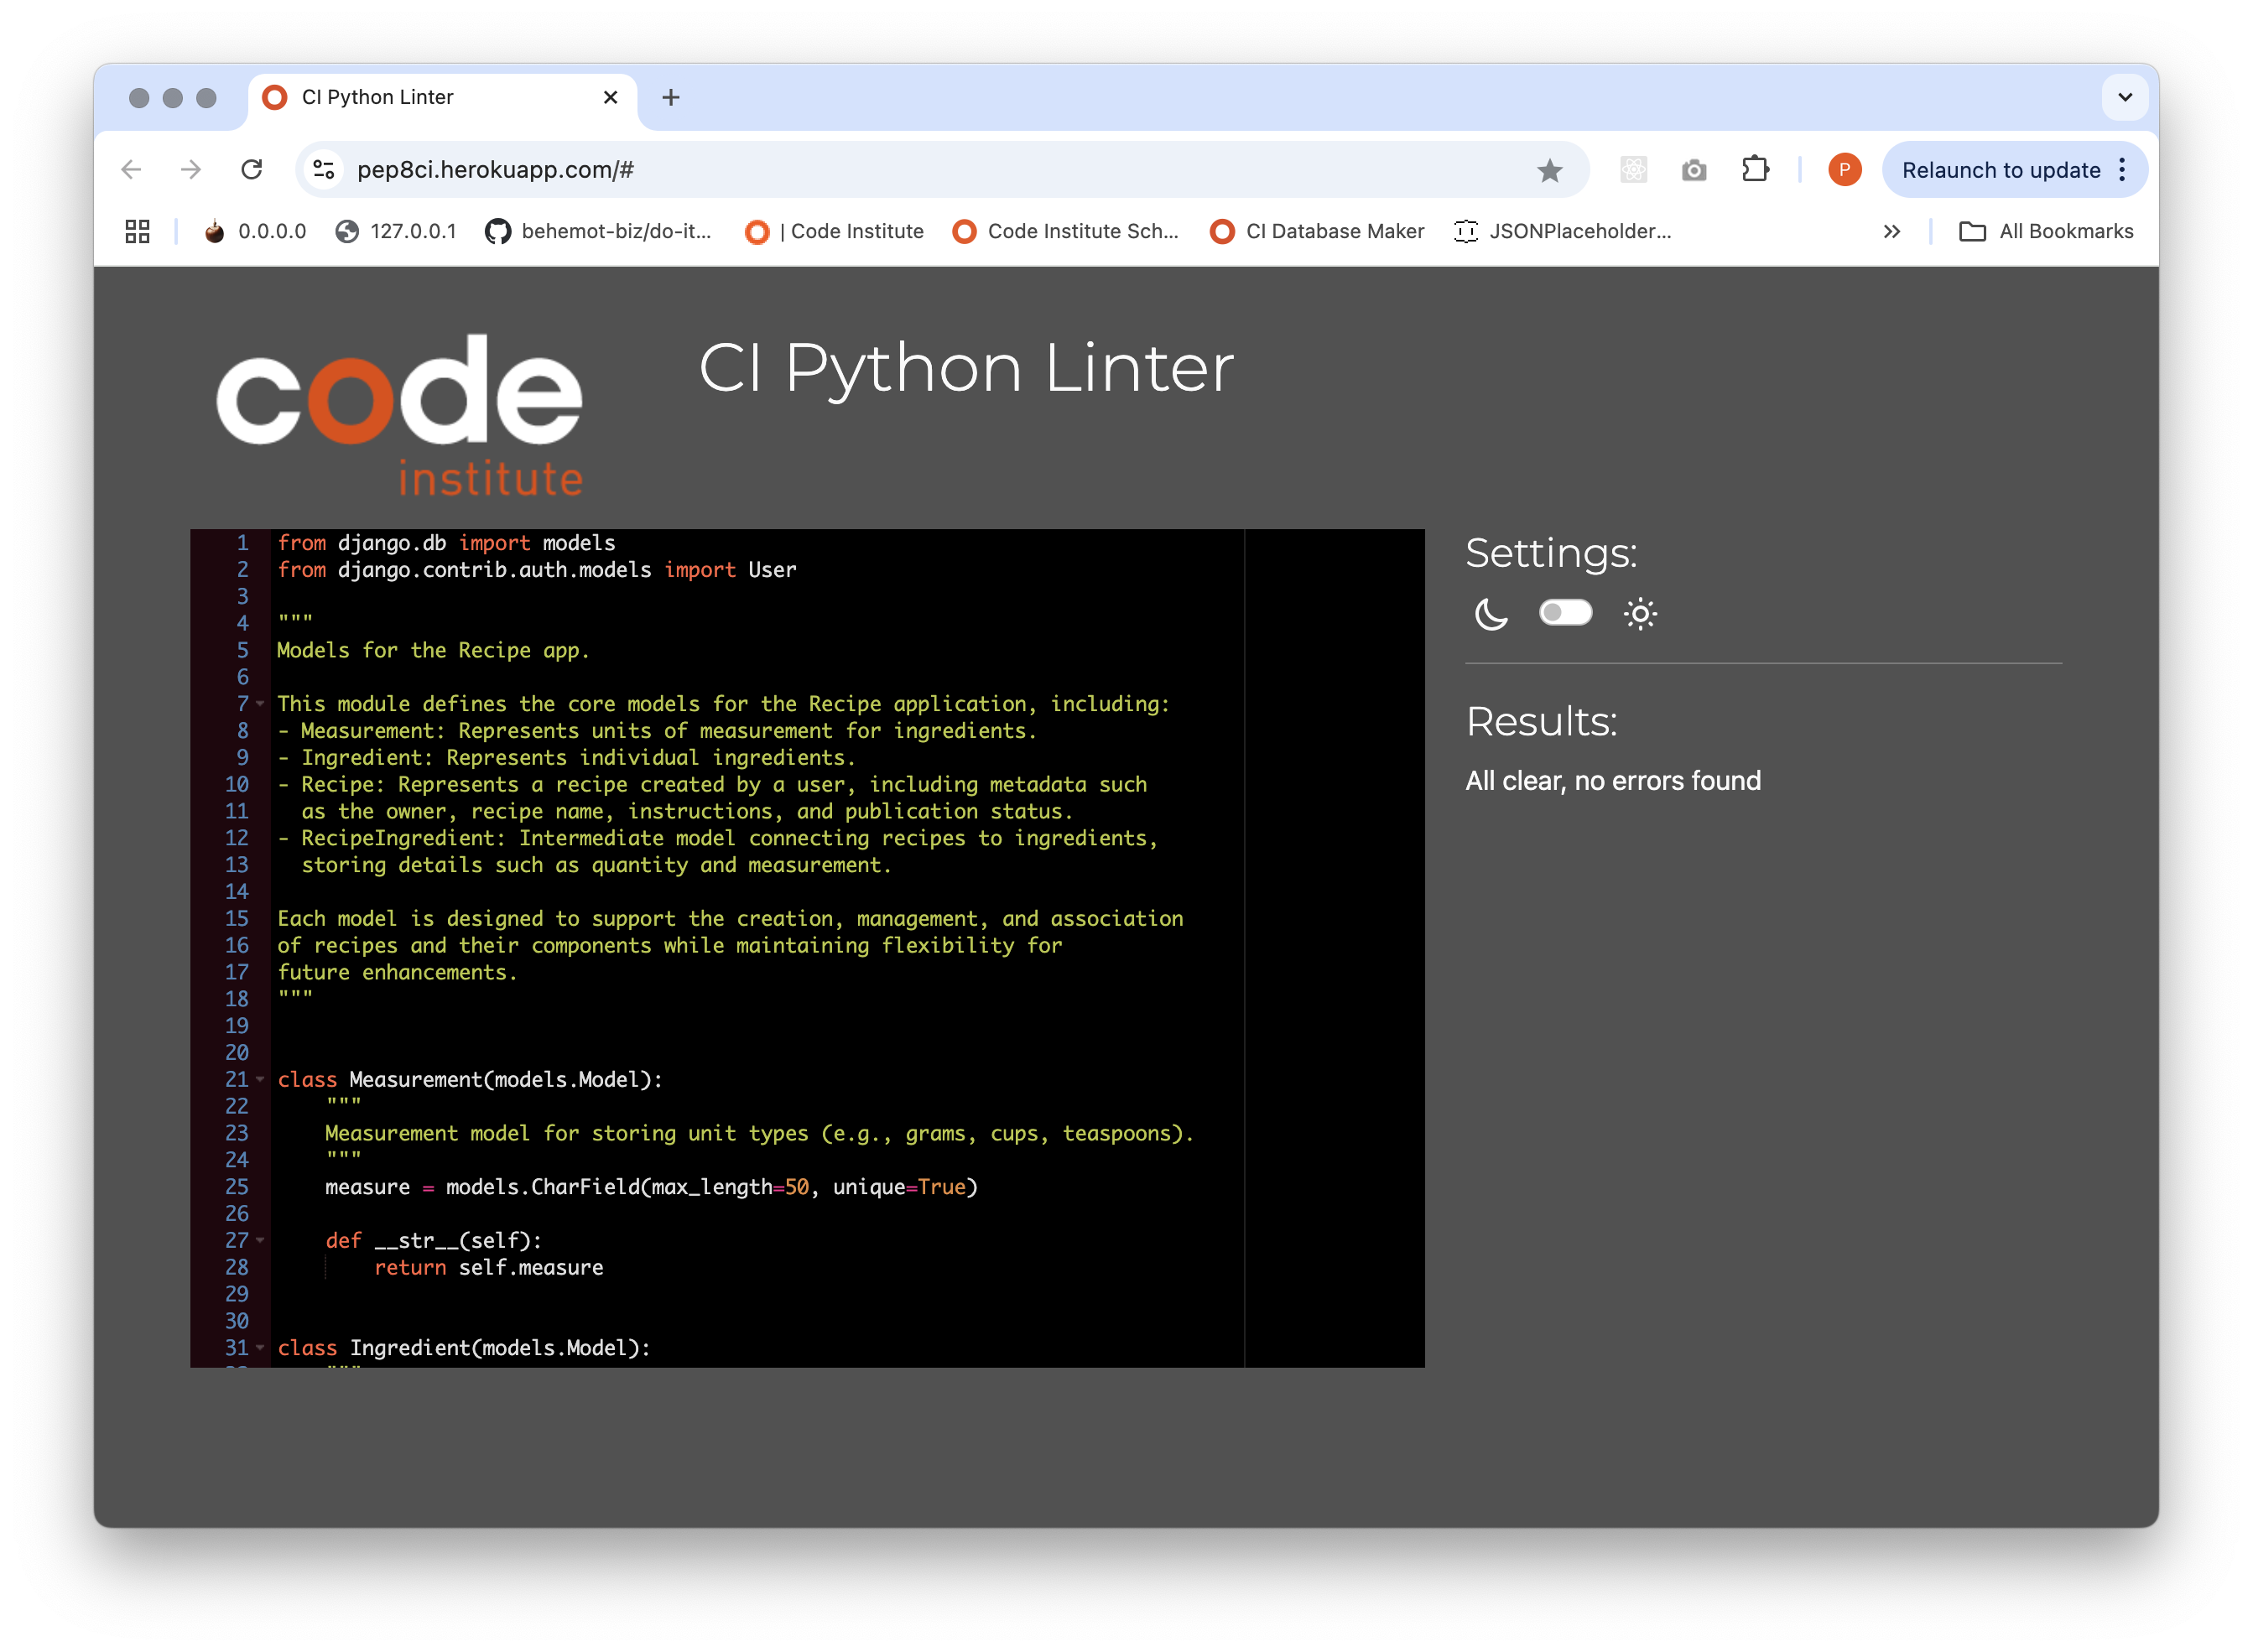 CI Python Linter
pep8ci.herokuapp.com/#
P
Relaunch to update
0.0.0.0
127.0.0.1
behemot-biz/do-it...
| Code Institute
Code Institute Sch...
CI Database Maker
JSONPlaceholder...
All Bookmarks
code
institute
CI Python Linter
1 from django.db import models
2 from django.contrib.auth.models import User
3
4 """
5 Models for the Recipe app.
6
7 This module defines the core models for the Recipe application, including:
8 - Measurement: Represents units of measurement for ingredients.
9 - Ingredient: Represents individual ingredients.
10 - Recipe: Represents a recipe created by a user, including metadata such
11   as the owner, recipe name, instructions, and publication status.
12 - RecipeIngredient: Intermediate model connecting recipes to ingredients,
13   storing details such as quantity and measurement.
14
15 Each model is designed to support the creation, management, and association
16 of recipes and their components while maintaining flexibility for
17 future enhancements.
18 """
19
20
21 class Measurement(models.Model):
22     """
23     Measurement model for storing unit types (e.g., grams, cups, teaspoons).
24     """
25     measure = models.CharField(max_length=50, unique=True)
26
27     def __str__(self):
28         return self.measure
29
30
31 class Ingredient(models.Model):
Settings:
Results:
All clear, no errors found